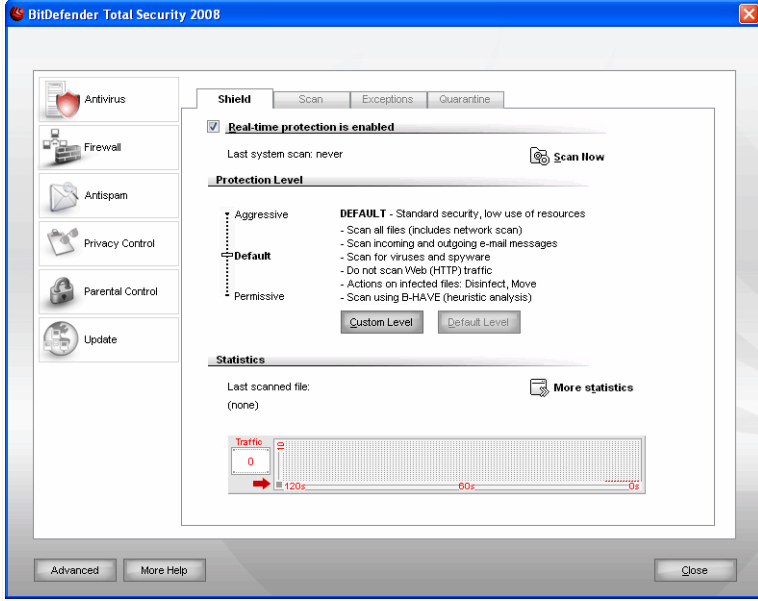 BitDefender Total Security 2008
Antivirus
Firewall
Antispam
Privacy Control
Parental Control
Update
Shield Scan Exceptions Quarantine
Real-time protection is enabled
Last system scan: never
Scan Now
Protection Level
Aggressive
Default
Permissive
DEFAULT - Standard security, low use of resources
- Scan all files (includes network scan)
- Scan incoming and outgoing e-mail messages
- Scan for viruses and spyware
- Do not scan Web (HTTP) traffic
- Actions on infected files: Disinfect, Move
- Scan using B-HAVE (heuristic analysis)
Custom Level Default Level
Statistics
Last scanned file:
(none)
More statistics
Traffic
0
10
120s 60s 0s
Advanced More Help Close